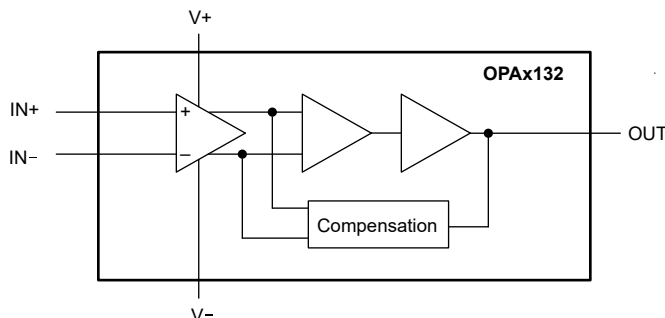 V+
OPAx132
IN+
+
OUT
IN−
−
Compensation
V−